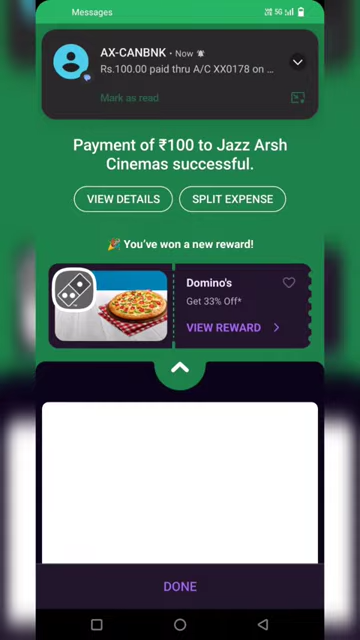 Messages
5G
AX-CANBNK • Now
Rs.100.00 paid thru A/C XX0178 on ...
Mark as read
Payment of ₹100 to Jazz Arsh
Cinemas successful.
VIEW DETAILS
SPLIT EXPENSE
🎉 You've won a new reward!
Domino's
Get 33% Off*
VIEW REWARD >
DONE